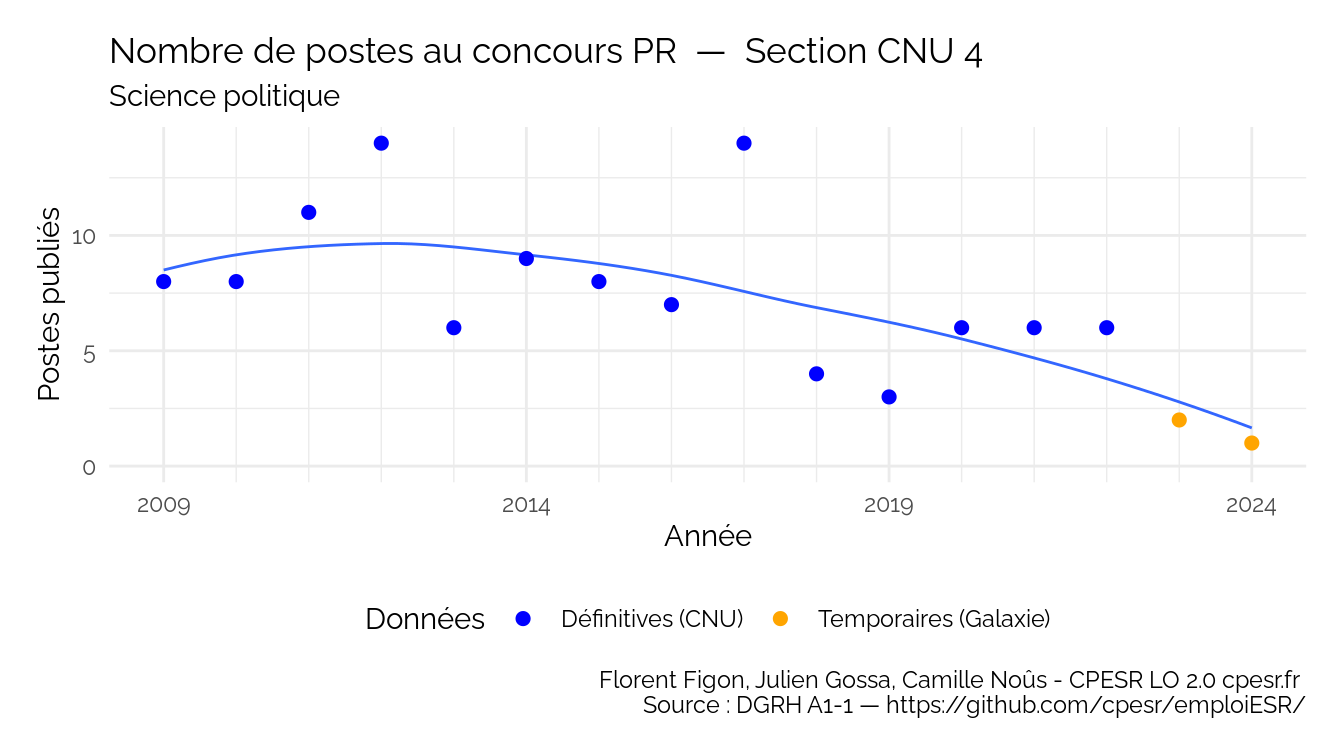 Nombre de postes au concours PR — Section CNU 4
Science politique
Postes publiés
10
5
0
2009
2014
2019
2024
Année
Données
Définitives (CNU)
Temporaires (Galaxie)
Florent Figon, Julien Gossa, Camille Noûs - CPESR LO 2.0 cpesr.fr
Source : DGRH A1-1 — https://github.com/cpesr/emploiESR/